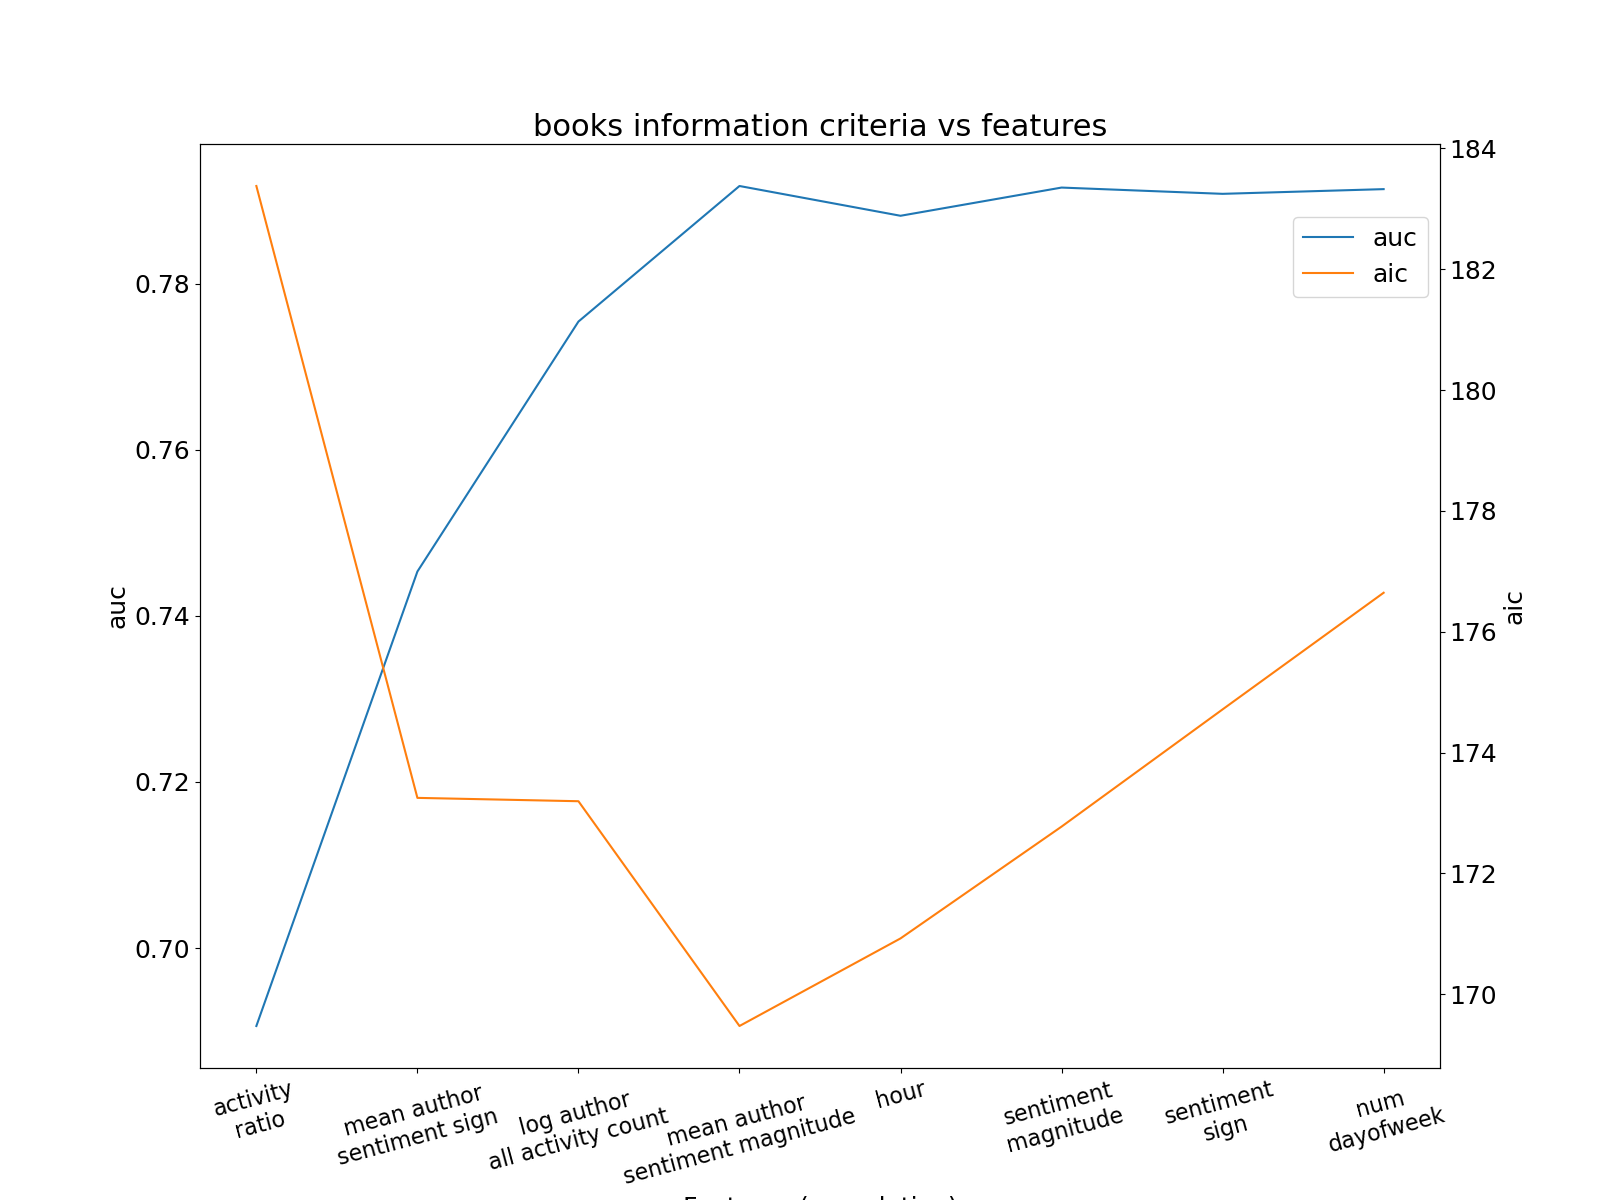 books information criteria vs features
184
182
180
178
176
174
172
170
0.78
0.76
0.74
0.72
0.70
auc
aic
auc
aic
activity
ratio
mean author
sentiment sign
log author
all activity count
mean author
sentiment magnitude
hour
sentiment
magnitude
sentiment
sign
num
dayofweek